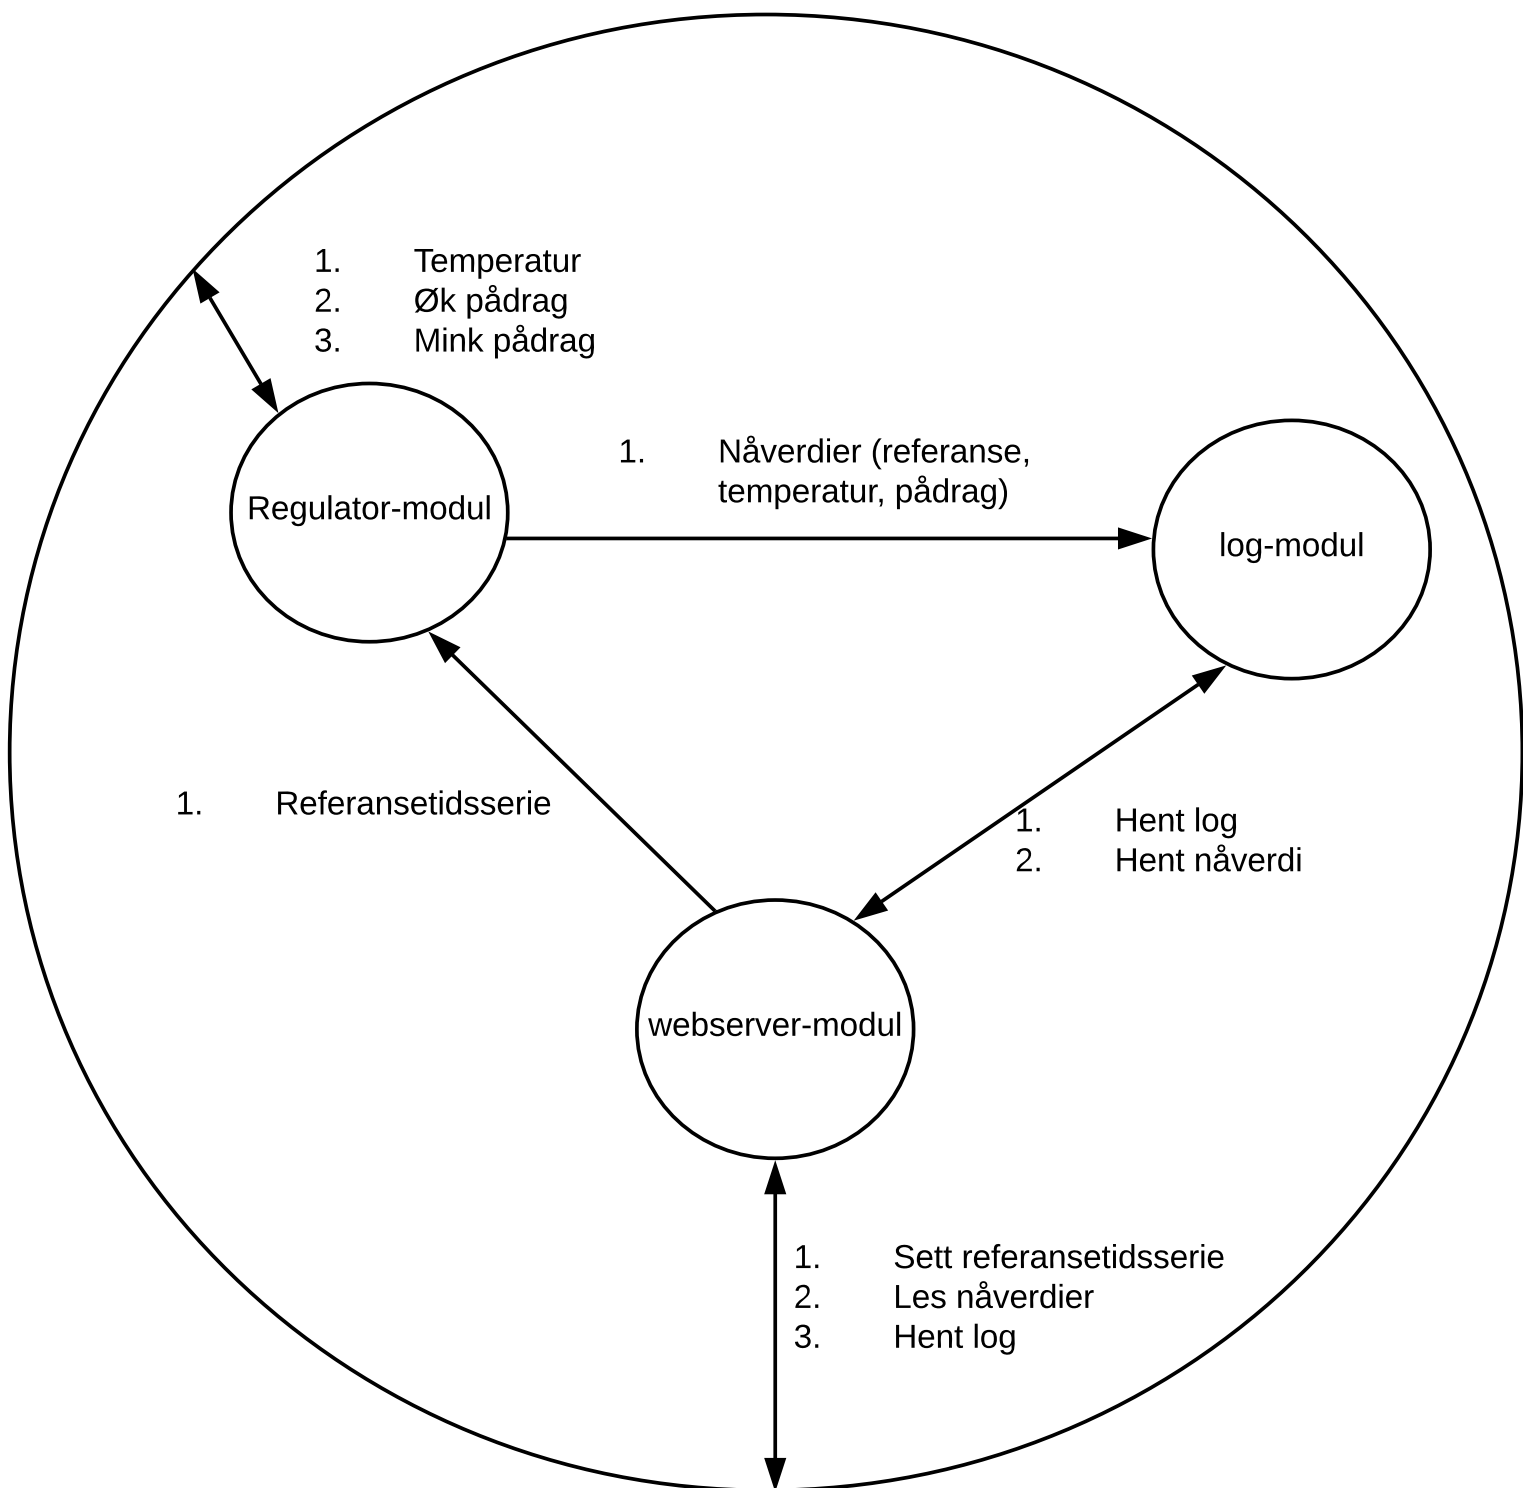 1. Temperatur
2. Øk pådrag
3. Mink pådrag
1. Nåverdier (referanse,
temperatur, pådrag)
Regulator-modul
log-modul
1. Referansetidsserie
1. Hent log
2. Hent nåverdi
webserver-modul
1. Sett referansetidsserie
2. Les nåverdier
3. Hent log